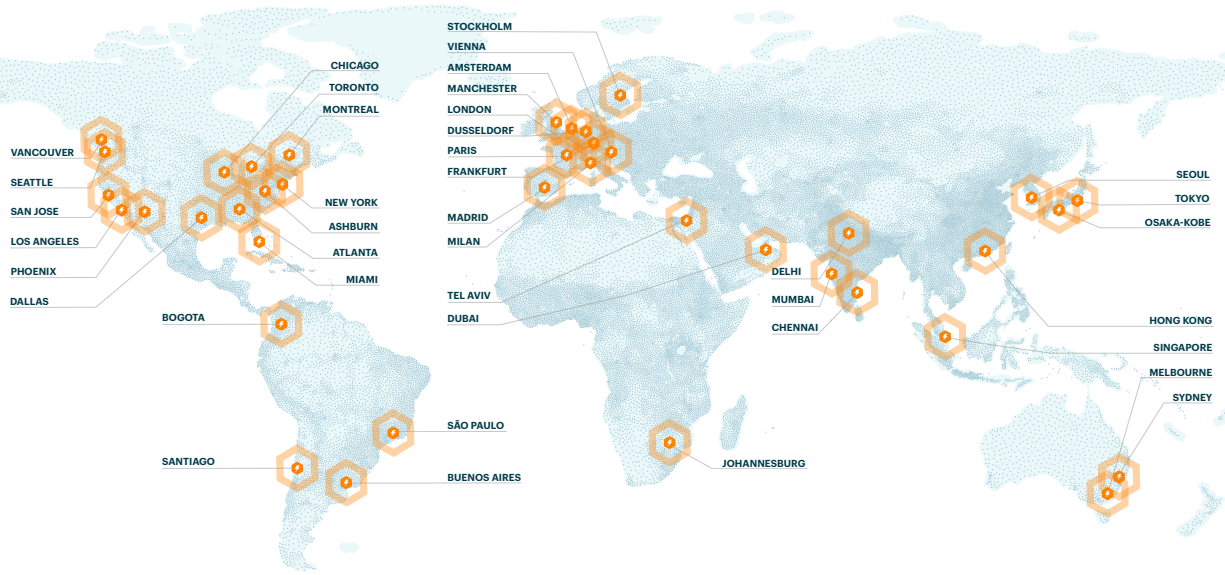 CHICAGO
TORONTO
MONTREAL
VANCOUVER
SEATTLE
SAN JOSE
LOS ANGELES
PHOENIX
DALLAS
NEW YORK
ASHBURN
ATLANTA
MIAMI
BOGOTA
SANTIAGO
SÃO PAULO
BUENOS AIRES
STOCKHOLM
VIENNA
AMSTERDAM
MANCHESTER
LONDON
DUSSELDORF
PARIS
FRANKFURT
MADRID
MILAN
TEL AVIV
DUBAI
DELHI
MUMBAI
CHENNAI
JOHANNESBURG
SEOUL
TOKYO
OSAKA-KOBE
HONG KONG
SINGAPORE
MELBOURNE
SYDNEY